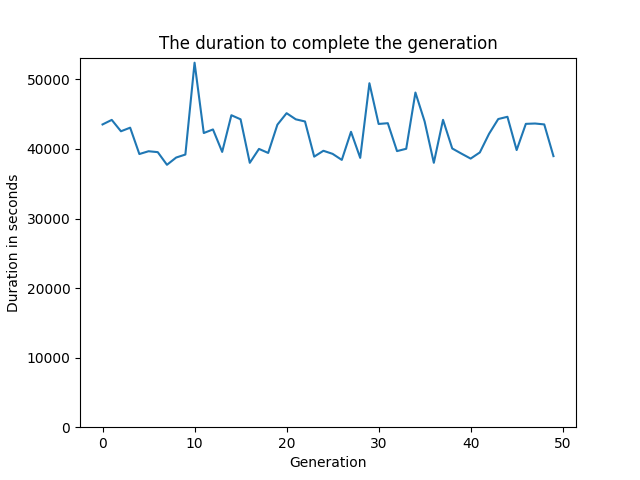 The duration to complete the generation
50000
40000
30000
20000
10000
0
Duration in seconds
0 10 20 30 40 50
Generation